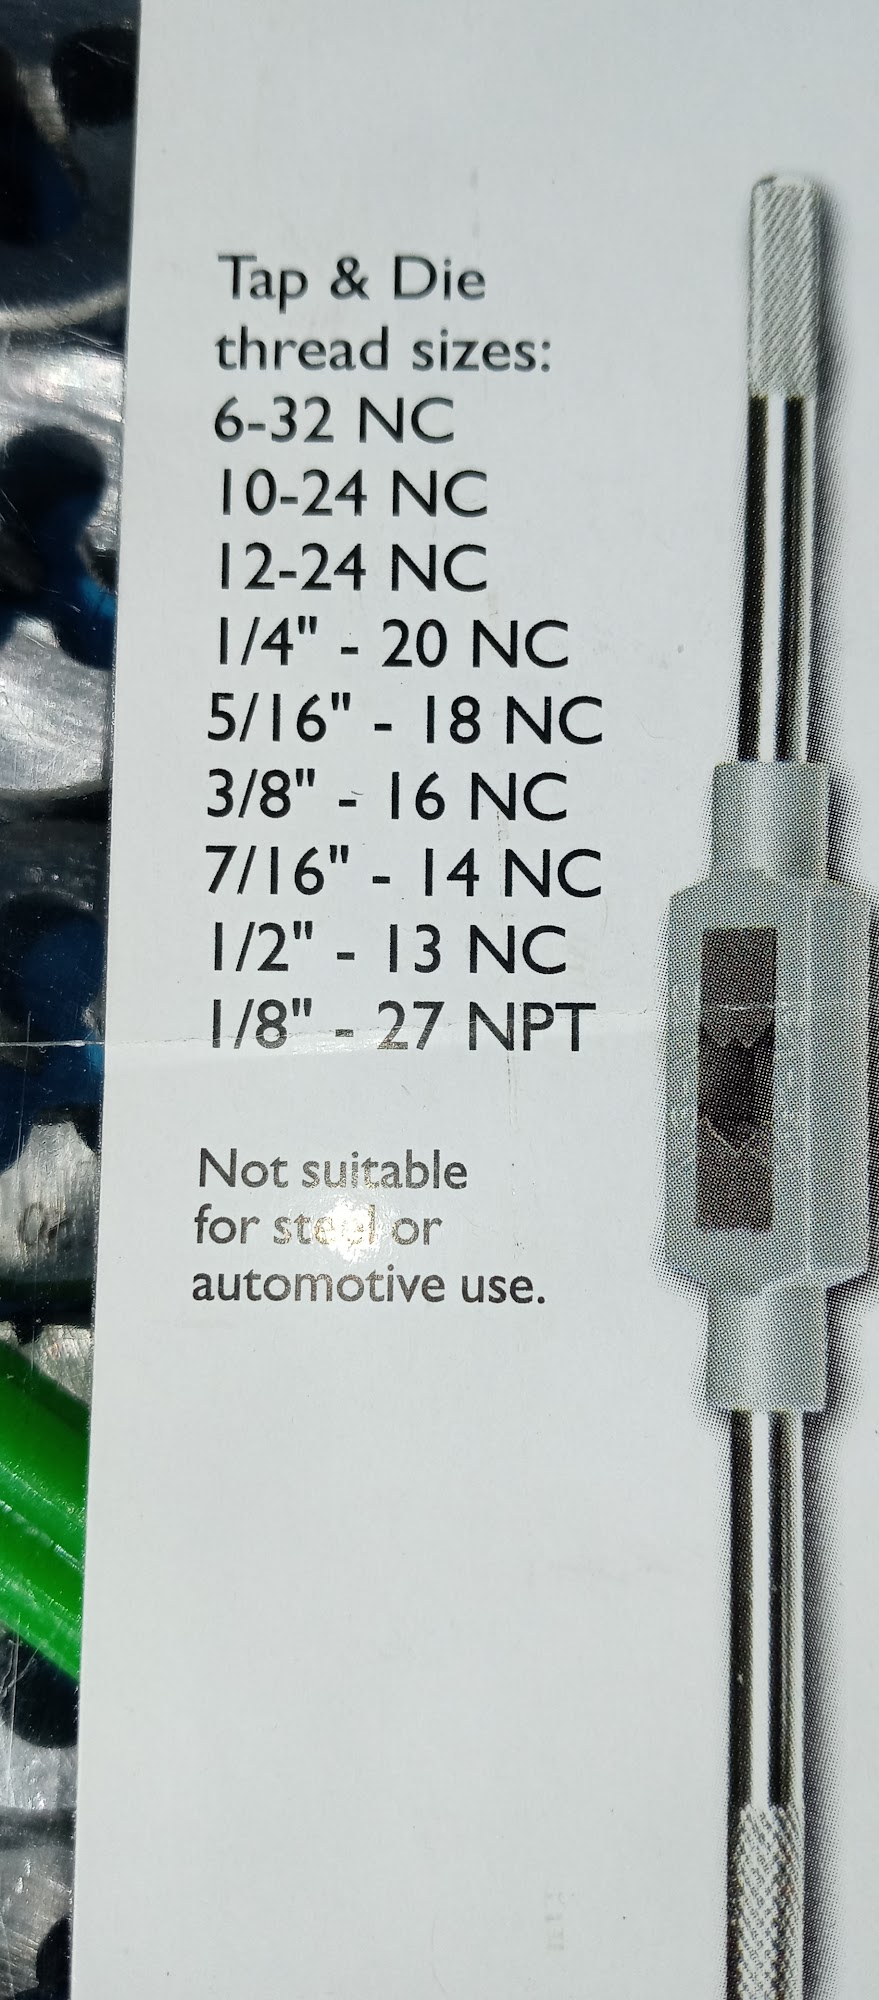 Tap & Die
thread sizes:
6-32 NC
10-24 NC
12-24 NC
1/4" - 20 NC
5/16" - 18 NC
3/8" - 16 NC
7/16" - 14 NC
1/2" - 13 NC
1/8" - 27 NPT
Not suitable
for steel or
automotive use.